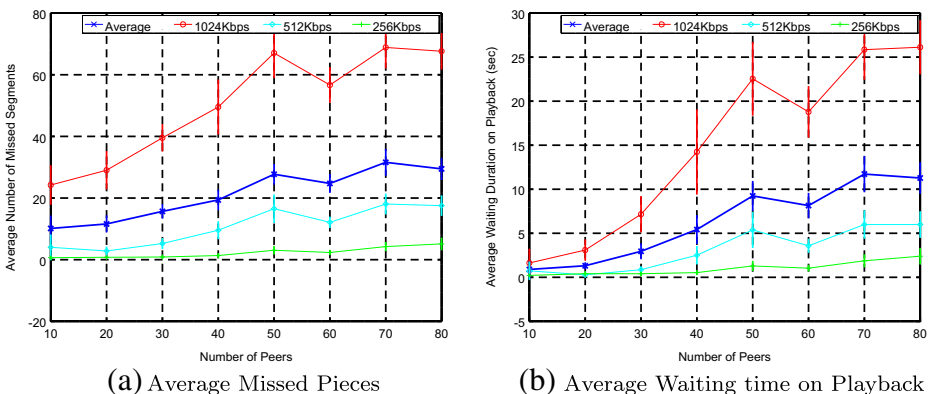 Average 1024Kbps 512Kbps 256Kbps
80
60
40
20
0
-20
10 20 30 40 50 60 70 80
Average Number of Missed Segments
Number of Peers
(a) Average Missed Pieces
Average 1024Kbps 512Kbps 256Kbps
30
25
20
15
10
5
0
-5
10 20 30 40 50 60 70 80
Average Waiting Duration on Playback (sec)
Number of Peers
(b) Average Waiting time on Playback